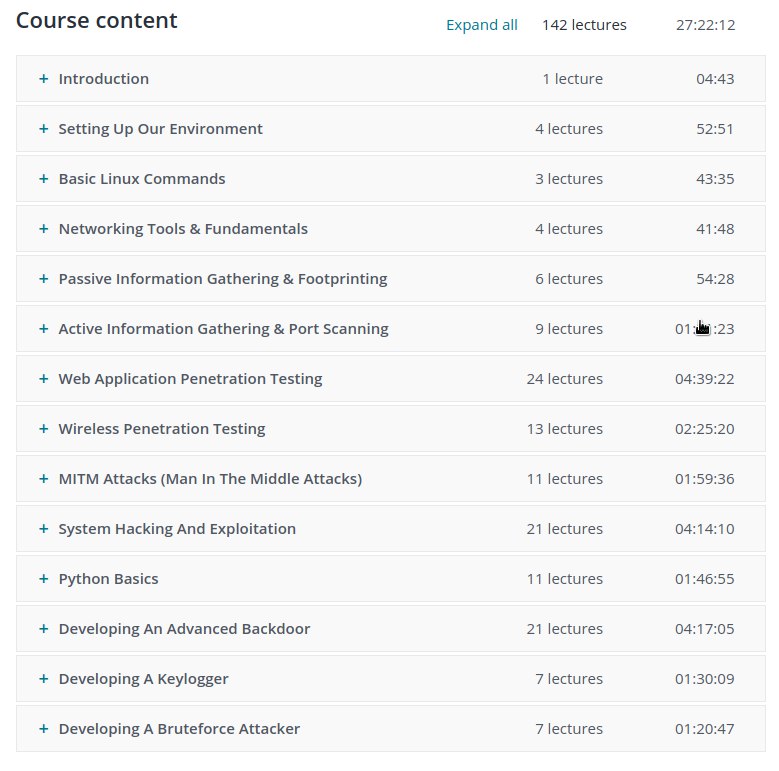 Course content Expand all 142 lectures 27:22:12
+ Introduction 1 lecture 04:43
+ Setting Up Our Environment 4 lectures 52:51
+ Basic Linux Commands 3 lectures 43:35
+ Networking Tools & Fundamentals 4 lectures 41:48
+ Passive Information Gathering & Footprinting 6 lectures 54:28
+ Active Information Gathering & Port Scanning 9 lectures
+ Web Application Penetration Testing 24 lectures 04:39:22
+ Wireless Penetration Testing 13 lectures 02:25:20
+ MITM Attacks (Man In The Middle Attacks) 11 lectures 01:59:36
+ System Hacking And Exploitation 21 lectures 04:14:10
+ Python Basics 11 lectures 01:46:55
+ Developing An Advanced Backdoor 21 lectures 04:17:05
+ Developing A Keylogger 7 lectures 01:30:09
+ Developing A Bruteforce Attacker 7 lectures 01:20:47